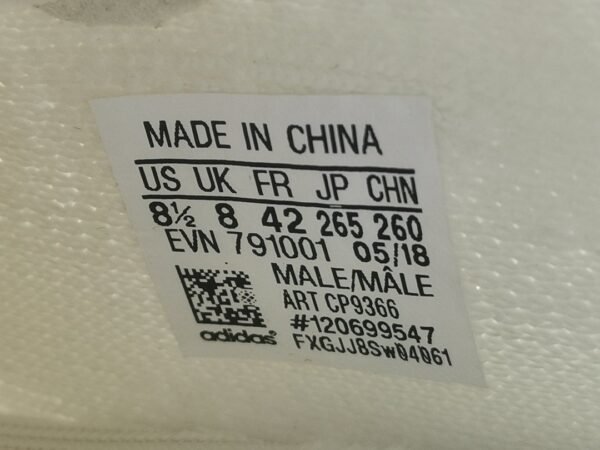 MADE IN CHINA
US UK FR JP CHN
8½ 8 42 265 260
EVN 791001 05/18
MALE/MÂLE
ART CP9366
#120699547
adidas
FXGJJ8Sw04061